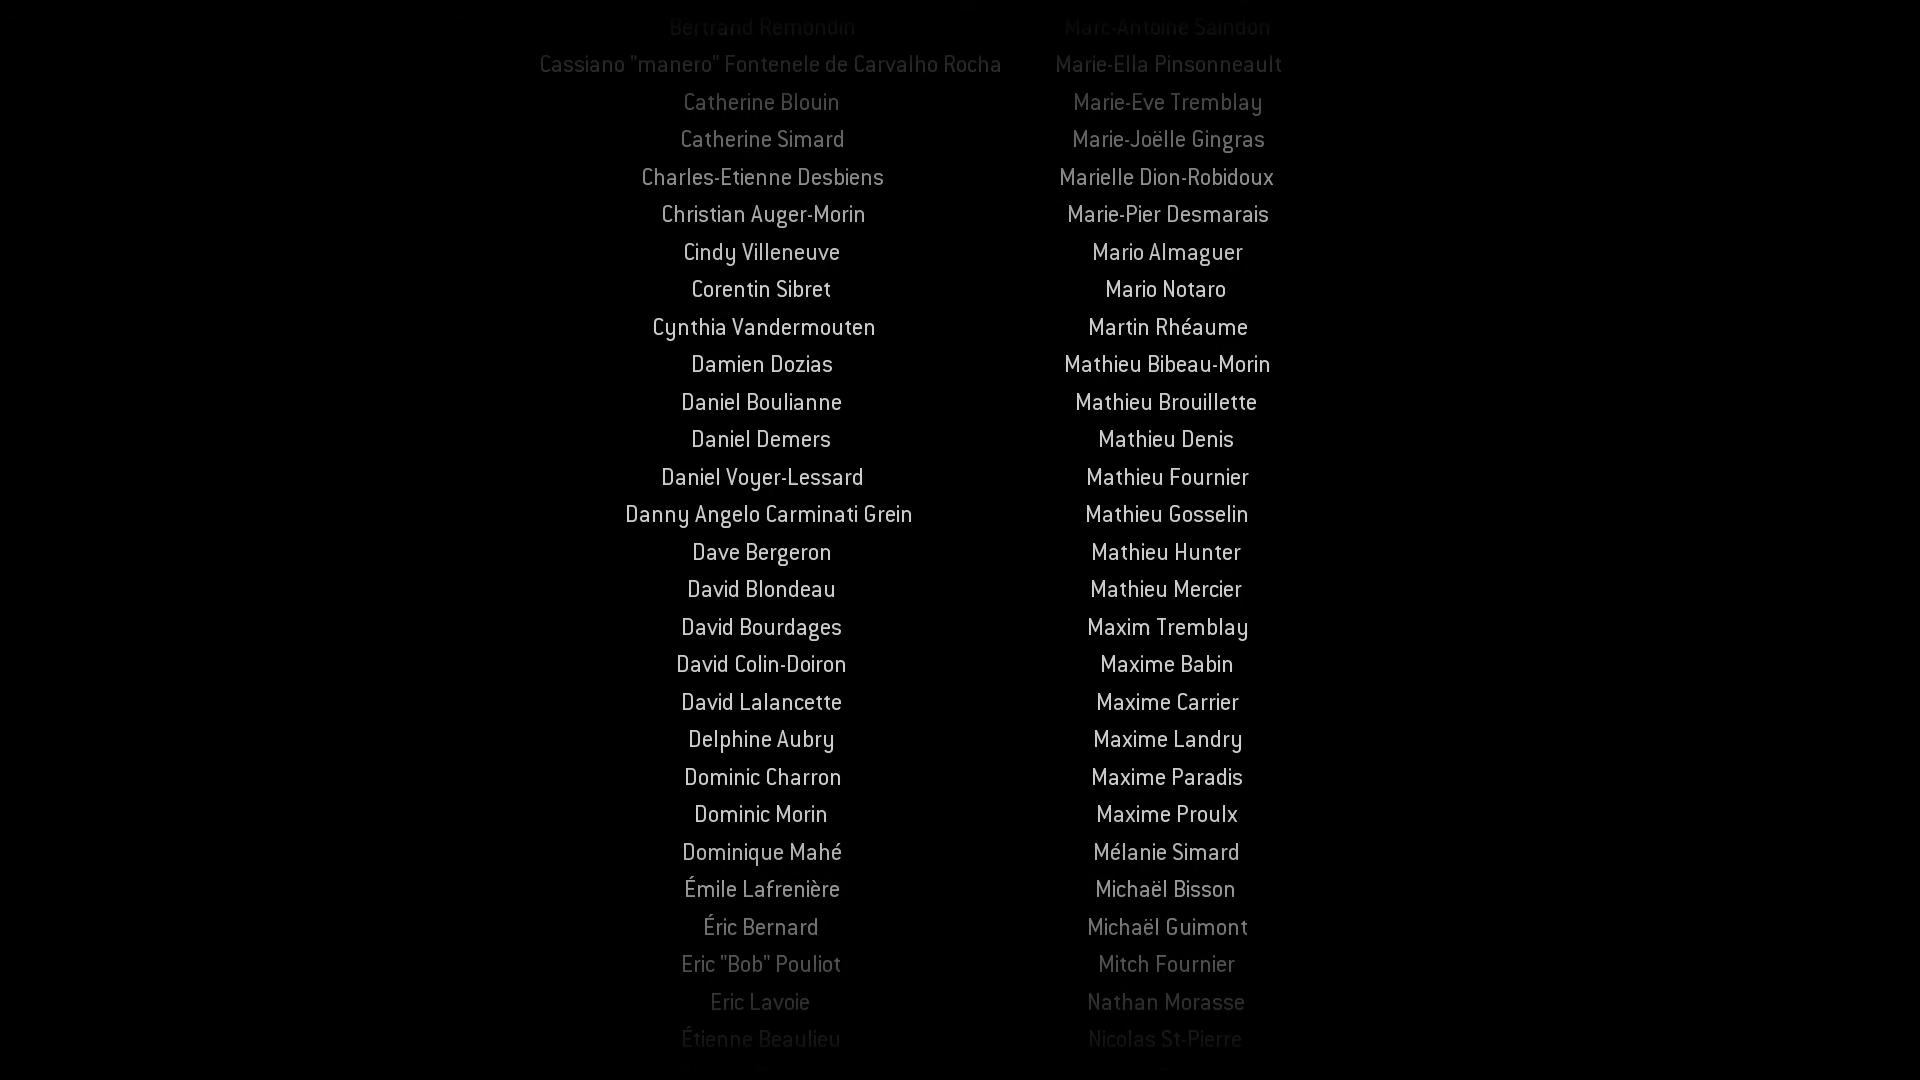 Bertrand Remondin
Cassiano "manero" Fontenele de Carvalho Rocha
Catherine Blouin
Catherine Simard
Charles-Etienne Desbiens
Christian Auger-Morin
Cindy Villeneuve
Corentin Sibret
Cynthia Vandermouten
Damien Dozias
Daniel Boulianne
Daniel Demers
Daniel Voyer-Lessard
Danny Angelo Carminati Grein
Dave Bergeron
David Blondeau
David Bourdages
David Colin-Doiron
David Lalancette
Delphine Aubry
Dominic Charron
Dominic Morin
Dominique Mahé
Émile Lafrenière
Éric Bernard
Eric "Bob" Pouliot
Eric Lavoie
Étienne Beaulieu
Marc-Antoine Saindon
Marie-Ella Pinsonneault
Marie-Eve Tremblay
Marie-Joëlle Gingras
Marielle Dion-Robidoux
Marie-Pier Desmarais
Mario Almaguer
Mario Notaro
Martin Rhéaume
Mathieu Bibeau-Morin
Mathieu Brouillette
Mathieu Denis
Mathieu Fournier
Mathieu Gosselin
Mathieu Hunter
Mathieu Mercier
Maxim Tremblay
Maxime Babin
Maxime Carrier
Maxime Landry
Maxime Paradis
Maxime Proulx
Mélanie Simard
Michaël Bisson
Michaël Guimont
Mitch Fournier
Nathan Morasse
Nicolas St-Pierre